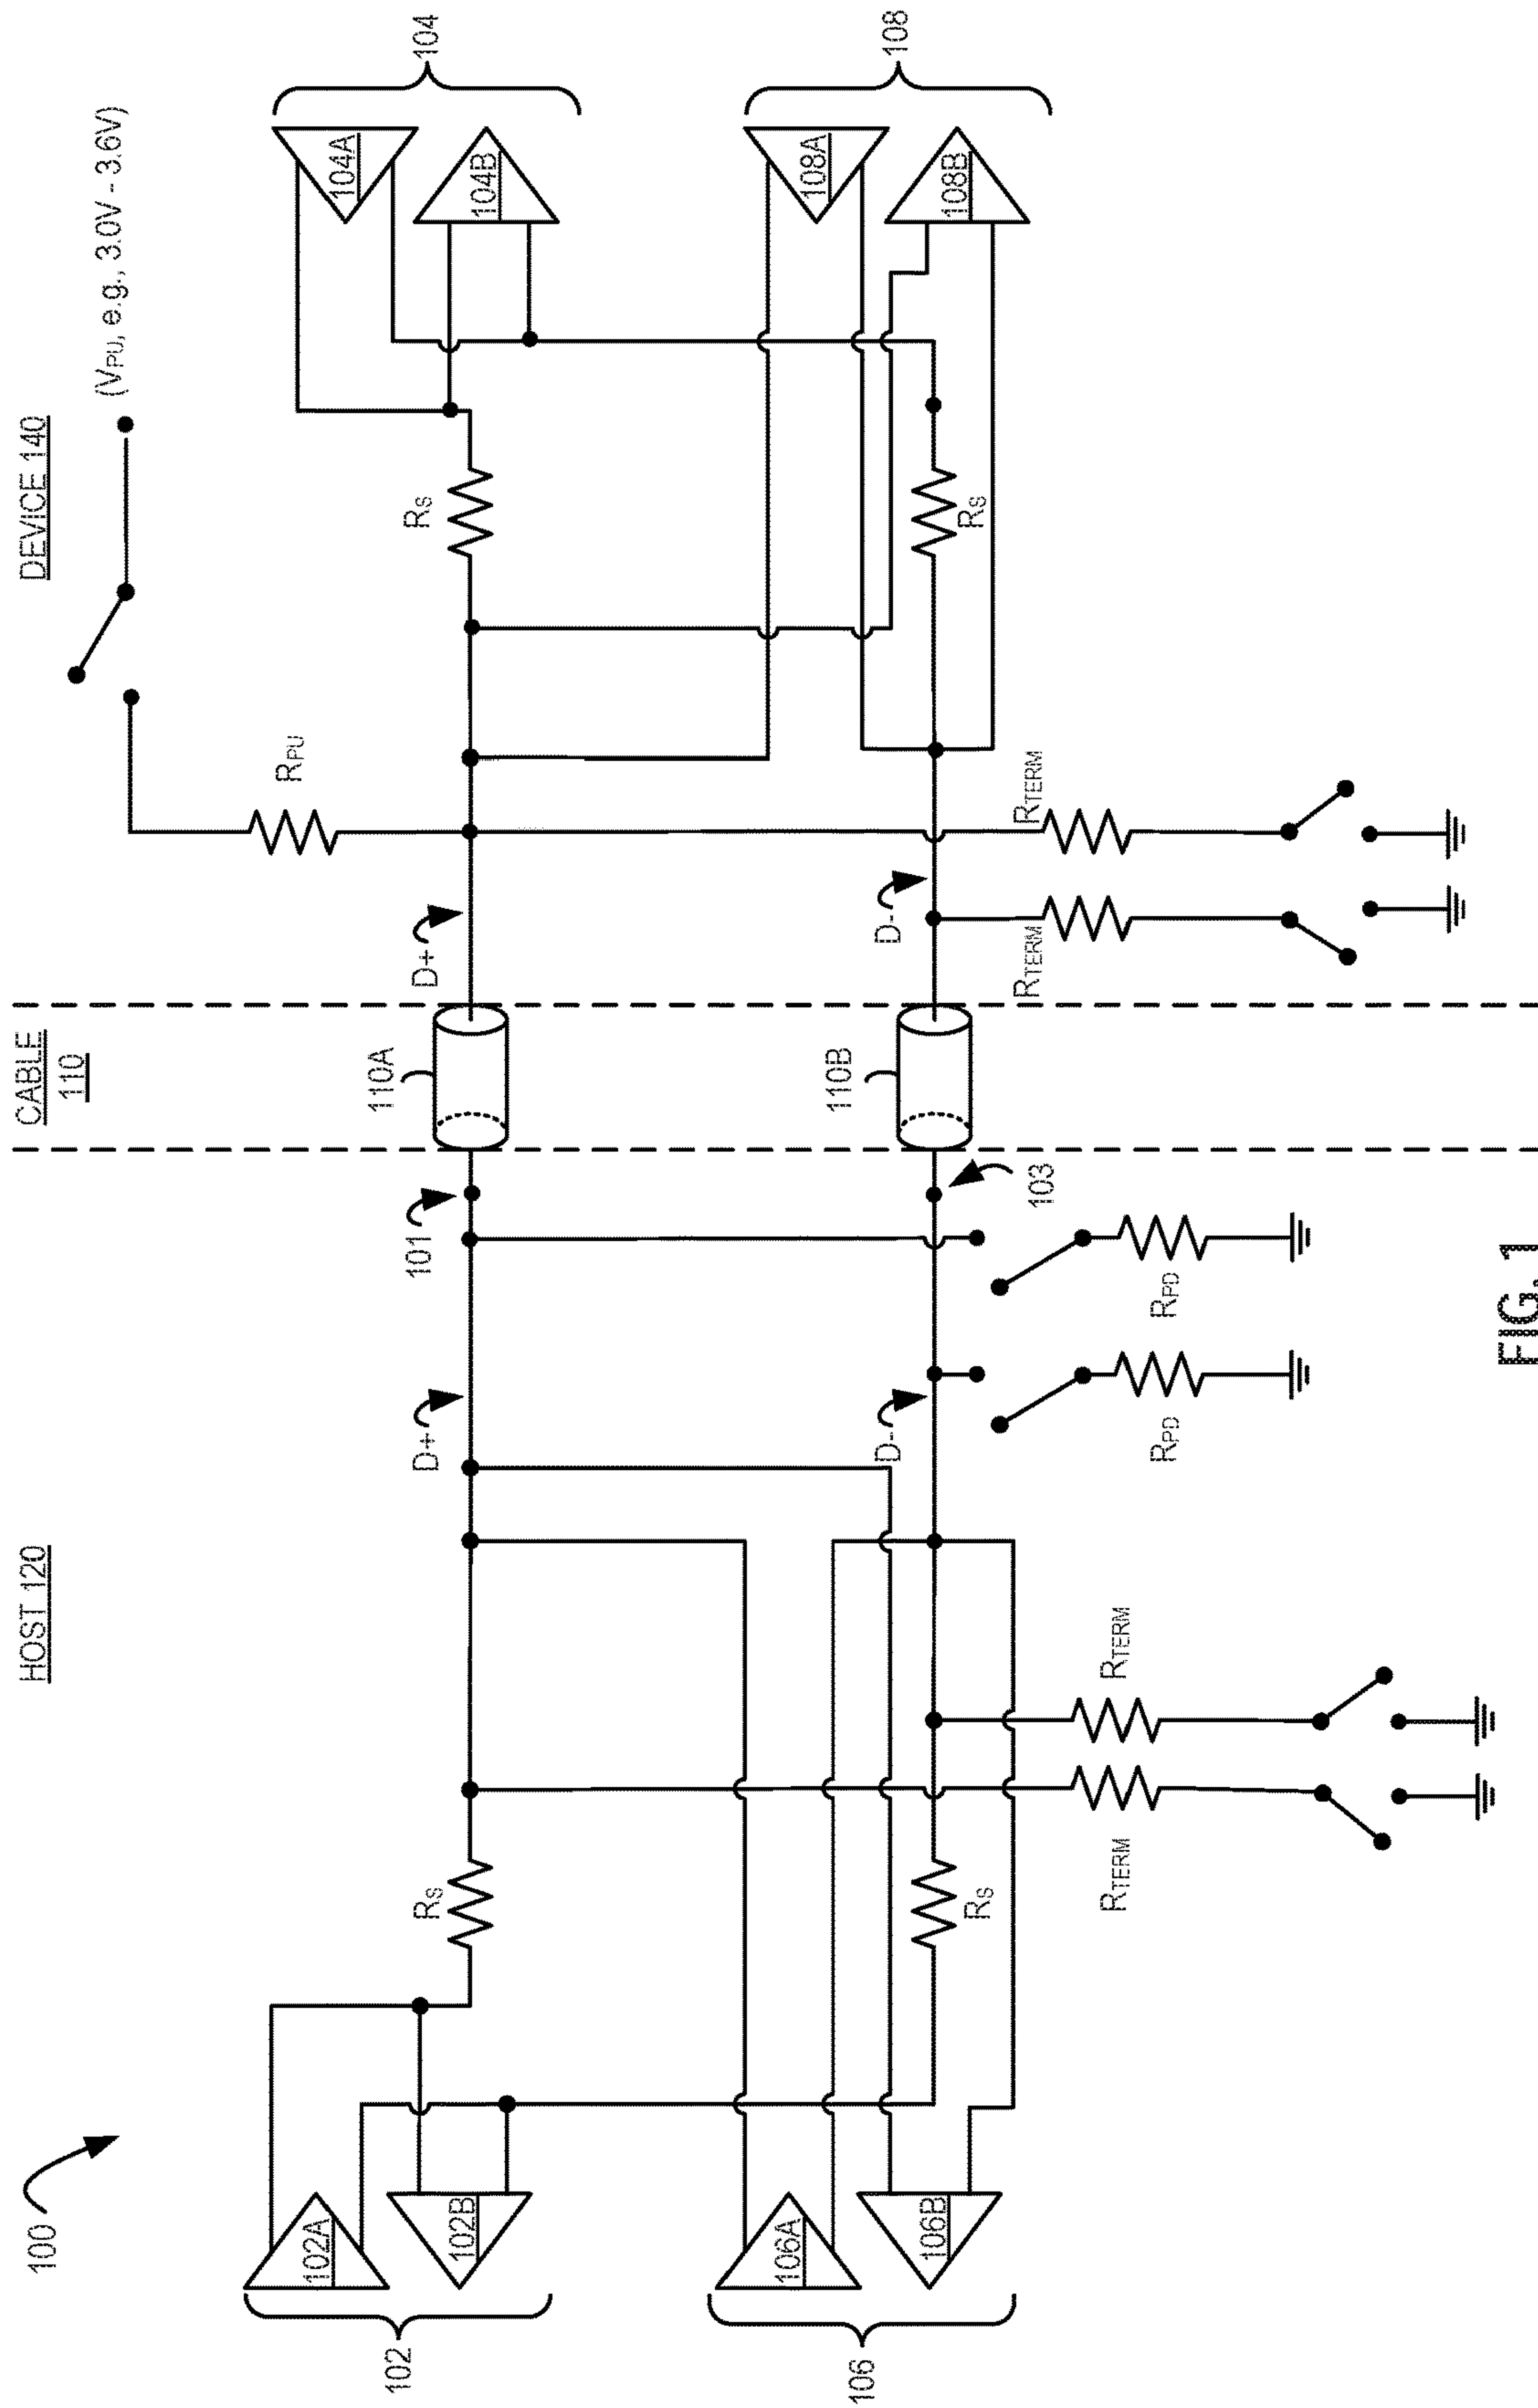 100
HOST 120
CABLE
110
DEVICE 140
(VPU, e.g., 3.0V - 3.6V)
RPU
102A
102B
102
RS
D+
101
110A
D+
RS
104A
104B
104
106A
106B
106
RS
D-
103
110B
D-
RS
108A
108B
108
RTERM
RTERM
RPD
RPD
RTERM
RTERM
FIG. 1